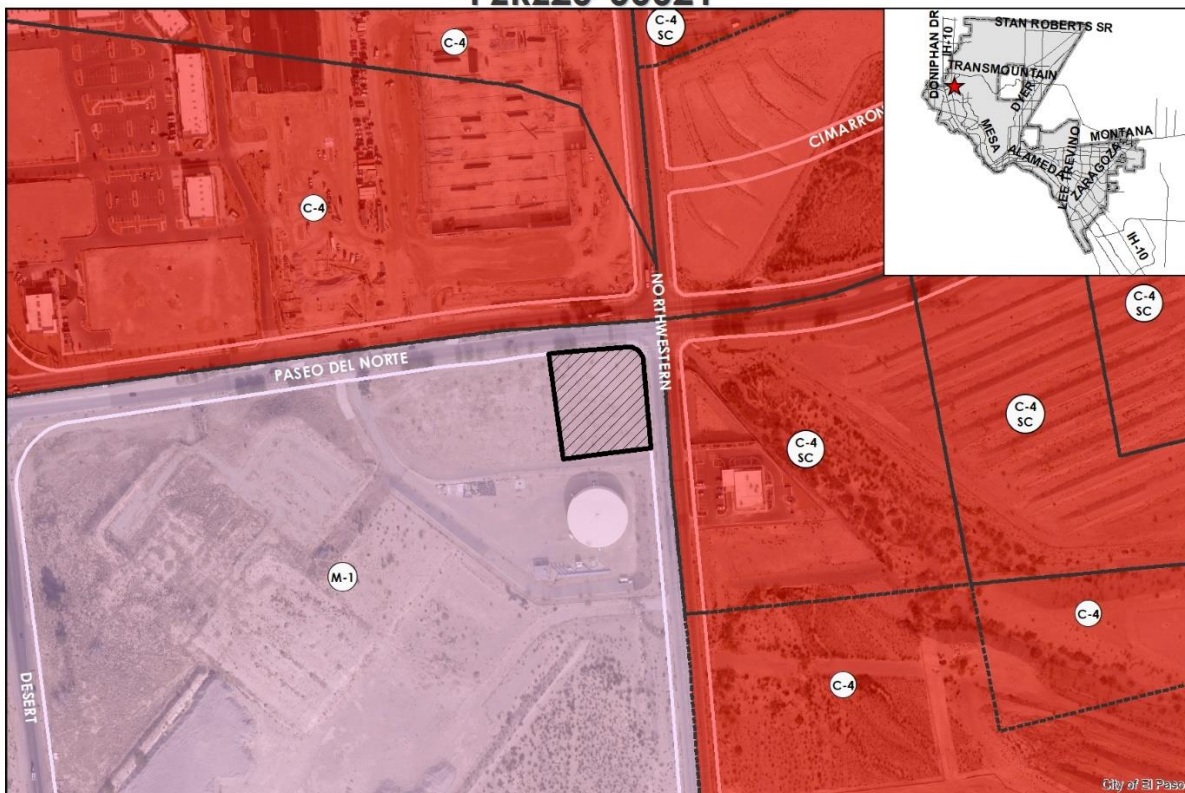 C-4
C-4
SC
CIMARRON
C-4
NORTHWESTERN
PASEO DEL NORTE
C-4
SC
C-4
SC
C-4
SC
M-1
C-4
C-4
DESERT
DONIPHAN DR
IH-10
STAN ROBERTS SR
TRANSMOUNTAIN
DYER
MESA
MONTANA
ALAMEDA
LEE TREVINO
ZARAGOZA
IH-10
City of El Paso